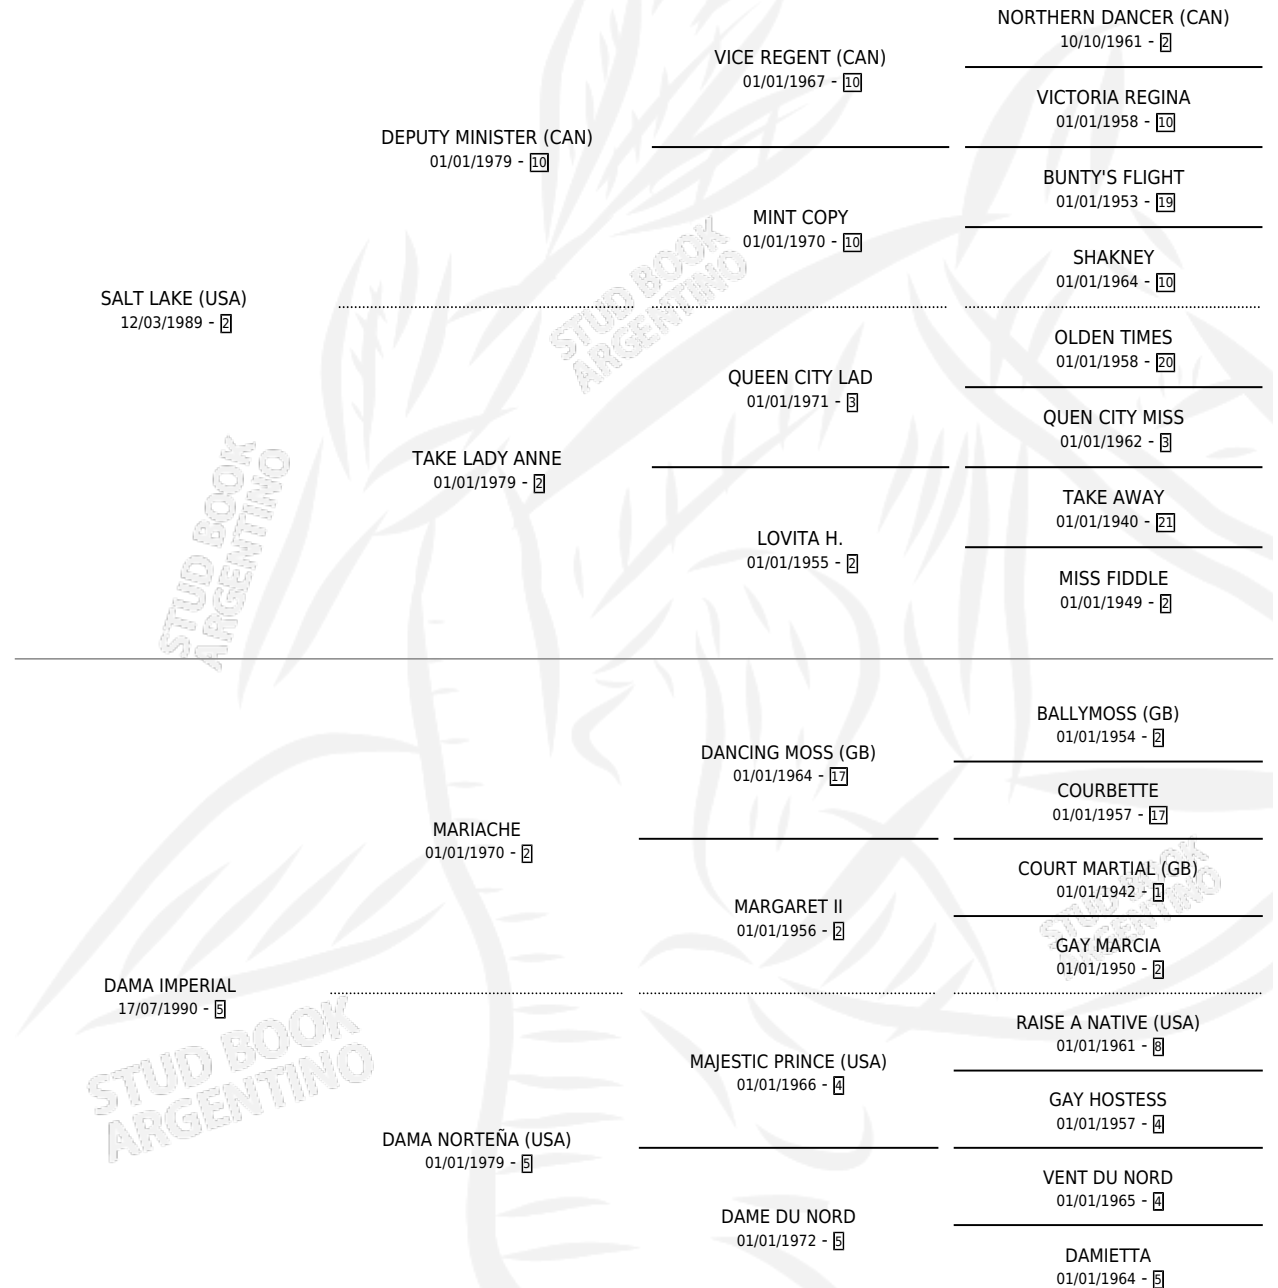 NORTHERN DANCER (CAN)
10/10/1961 - 2
VICE REGENT (CAN)
01/01/1967 - 10
VICTORIA REGINA
01/01/1958 - 10
DEPUTY MINISTER (CAN)
01/01/1979 - 10
BUNTY'S FLIGHT
01/01/1953 - 19
MINT COPY
01/01/1970 - 10
SHAKNEY
01/01/1964 - 10
SALT LAKE (USA)
12/03/1989 - 2
OLDEN TIMES
01/01/1958 - 20
QUEEN CITY LAD
01/01/1971 - 3
QUEN CITY MISS
01/01/1962 - 3
TAKE LADY ANNE
01/01/1979 - 2
TAKE AWAY
01/01/1940 - 21
LOVITA H.
01/01/1955 - 2
MISS FIDDLE
01/01/1949 - 2
BALLYMOSS (GB)
01/01/1954 - 2
DANCING MOSS (GB)
01/01/1964 - 17
COURBETTE
01/01/1957 - 17
MARIACHE
01/01/1970 - 2
COURT MARTIAL (GB)
01/01/1942 - 1
MARGARET II
01/01/1956 - 2
GAY MARCIA
01/01/1950 - 2
DAMA IMPERIAL
17/07/1990 - 5
RAISE A NATIVE (USA)
01/01/1961 - 8
MAJESTIC PRINCE (USA)
01/01/1966 - 4
GAY HOSTESS
01/01/1957 - 4
DAMA NORTEÑA (USA)
01/01/1979 - 5
VENT DU NORD
01/01/1965 - 4
DAME DU NORD
01/01/1972 - 5
DAMIETTA
01/01/1964 - 5
STUD BOOK
ARGENTINO
STUD BOOK
ARGENTINO
STUD BOOK
ARGENTINO
STUD BOOK
ARGENTINO